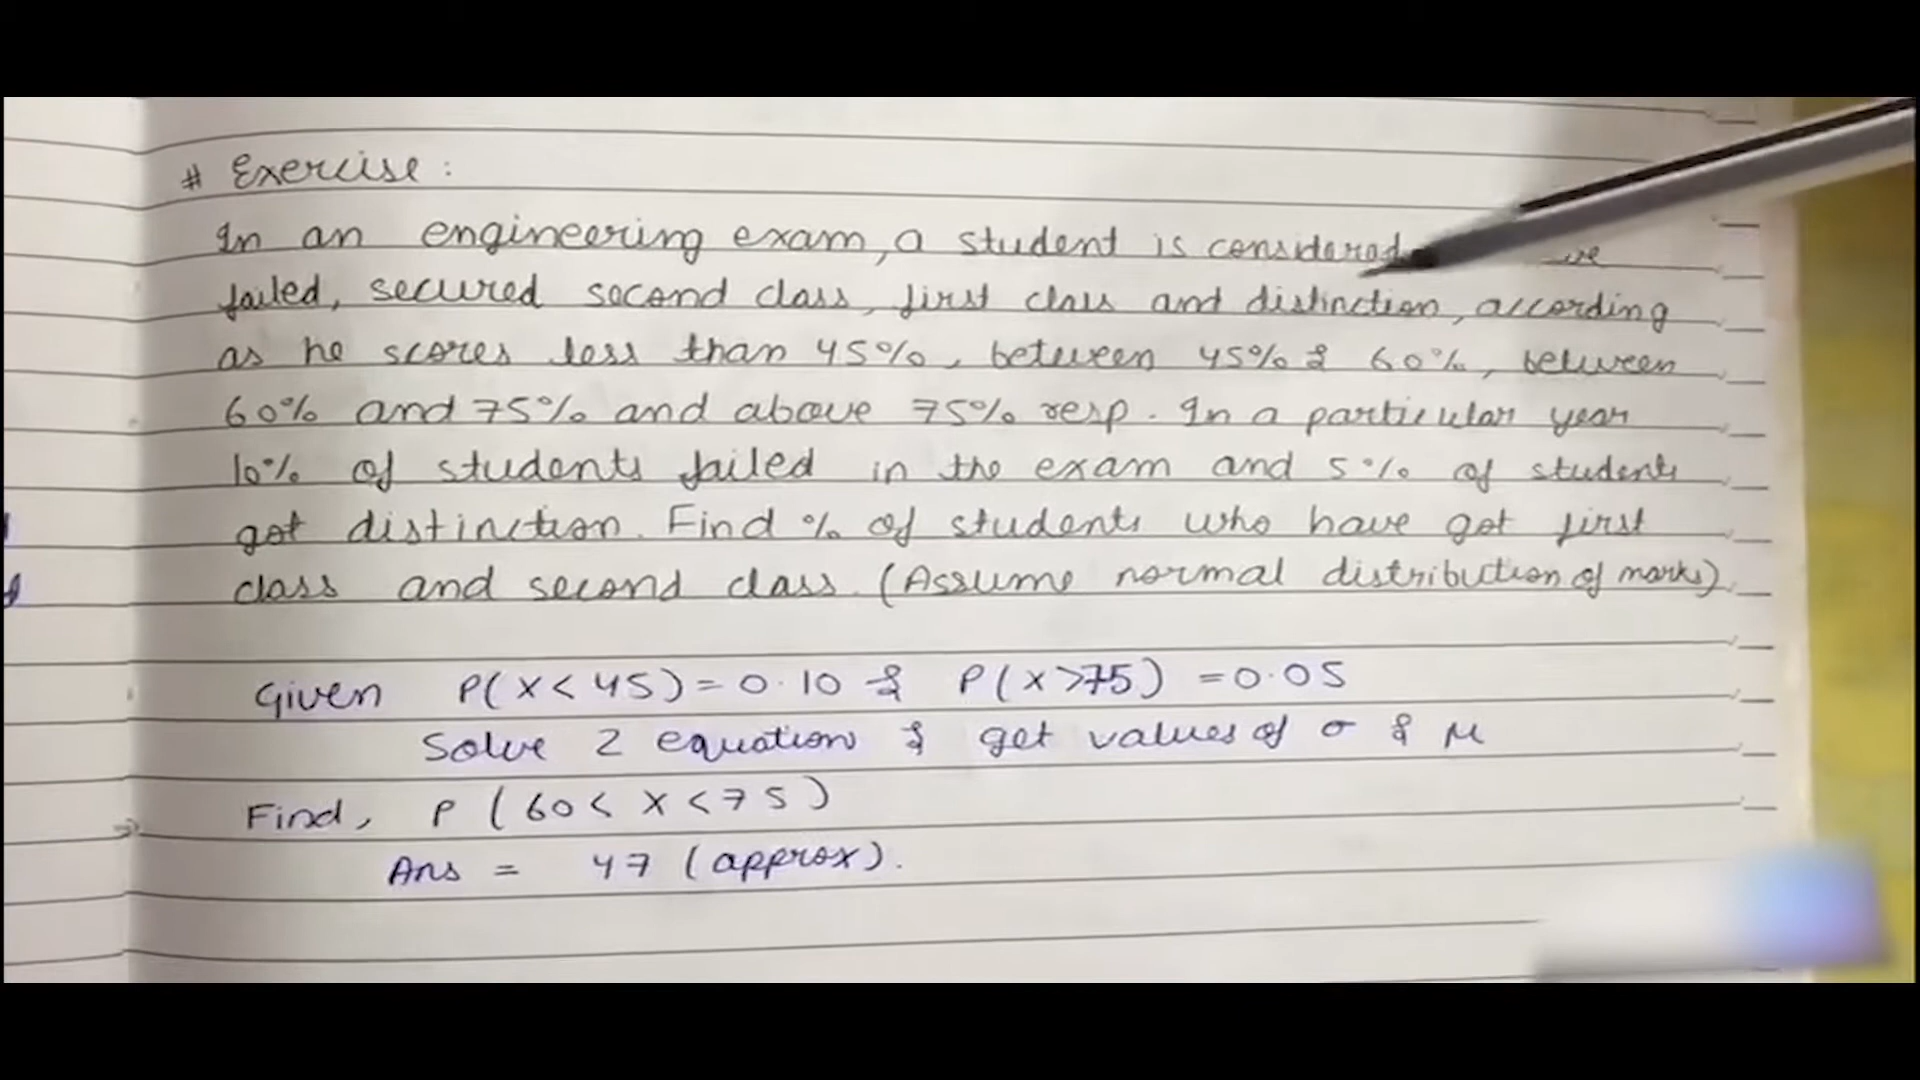 # Exercise:
In an engineering exam, a student is considered
failed, secured second class, first class and distinction, according
as he scores less than 45%, between 45% & 60%, between
60% and 75% and above 75% resp. In a particular year
10% of students failed in the exam and 5% of students
got distinction. Find % of students who have got first
class and second class. (Assume normal distribution of marks)
Given P(X < 45) = 0.10 & P(X > 75) = 0.05
Solve 2 equation & get values of σ & μ
Find, P (60 < X < 75)
Ans = 47 (approx).